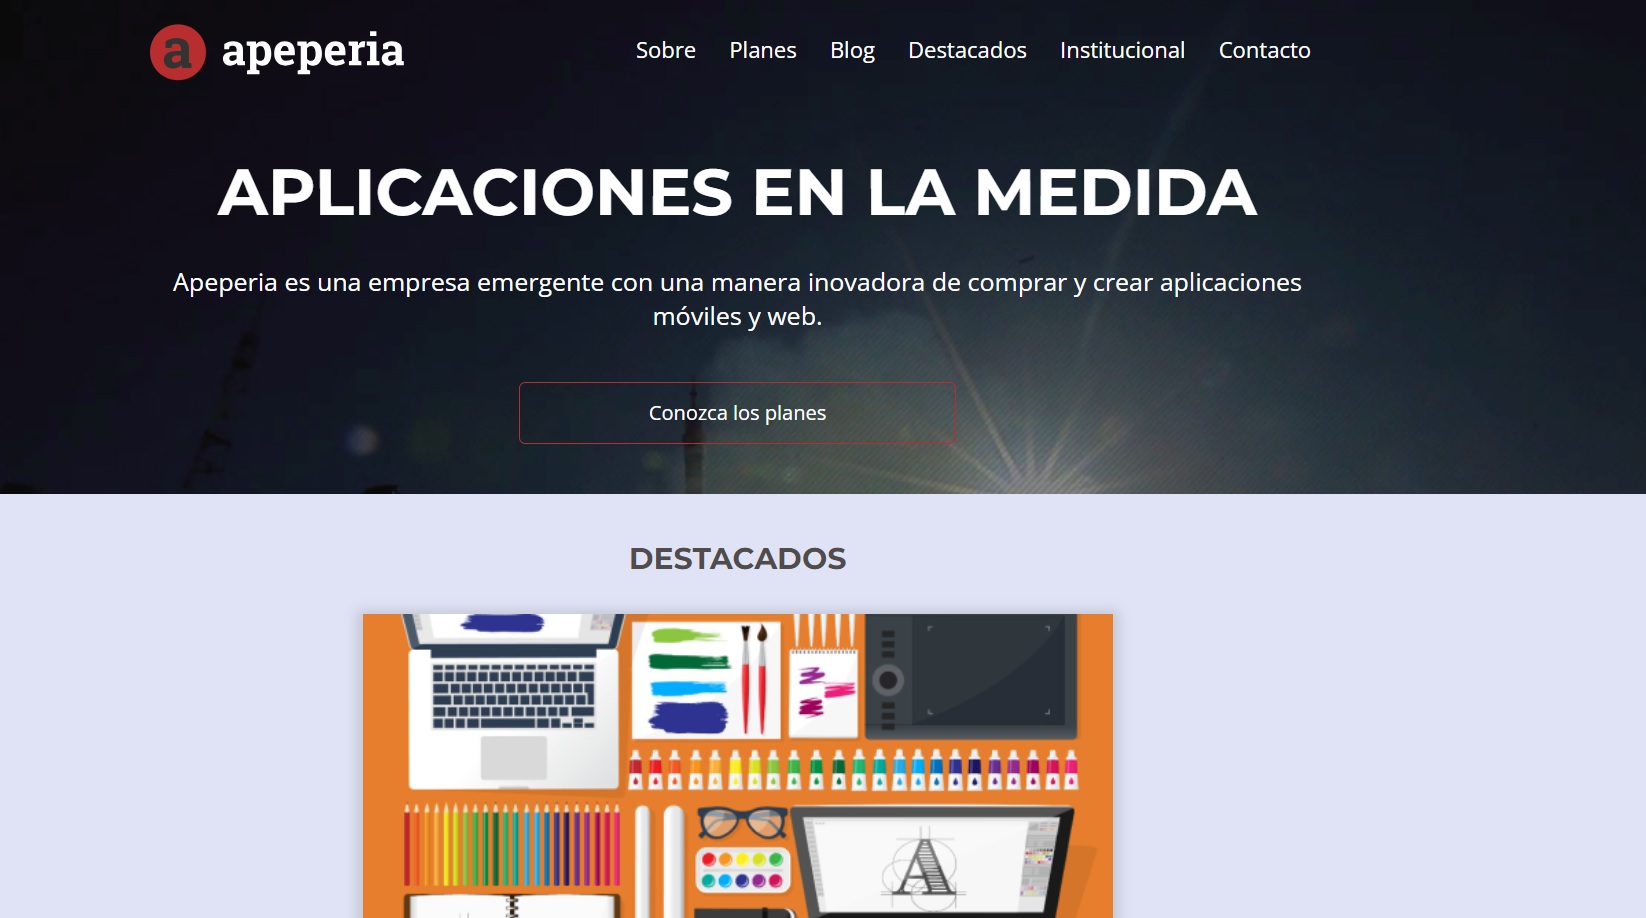 a apeperia
Sobre Planes Blog Destacados Institucional Contacto
APLICACIONES EN LA MEDIDA
Apeperia es una empresa emergente con una manera inovadora de comprar y crear aplicaciones
móviles y web.
Conozca los planes
DESTACADOS
A